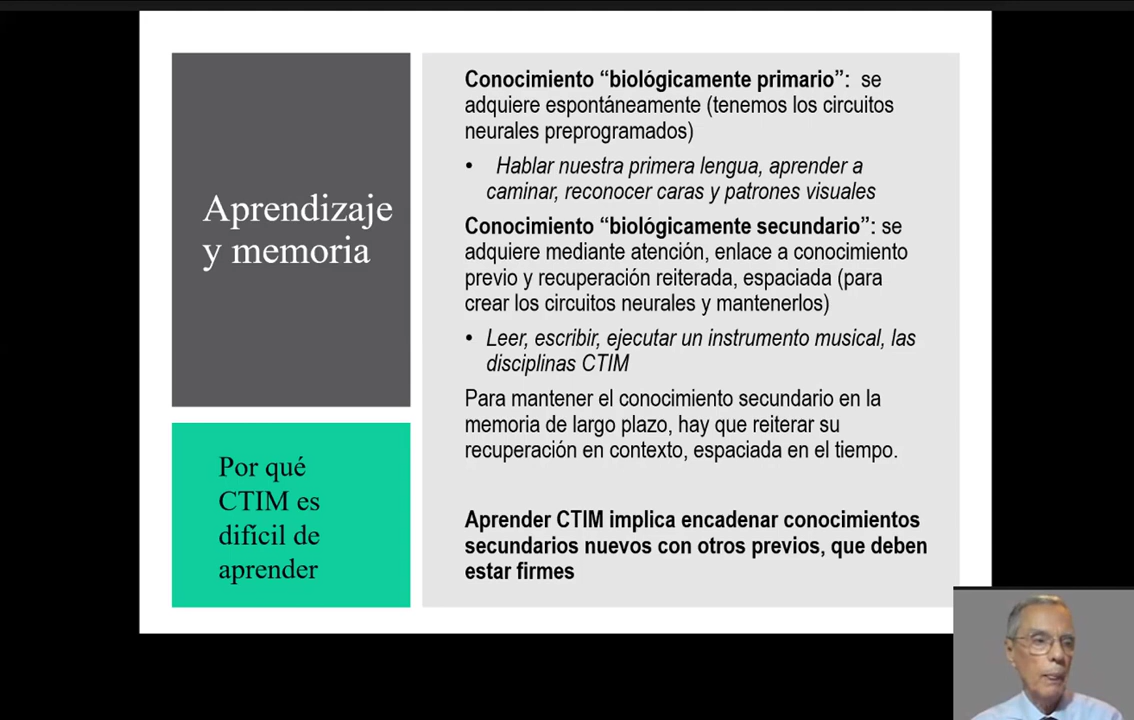 Aprendizaje
y memoria
Por qué
CTIM es
difícil de
aprender
Conocimiento “biológicamente primario”: se
adquiere espontáneamente (tenemos los circuitos
neurales preprogramados)
• Hablar nuestra primera lengua, aprender a
caminar, reconocer caras y patrones visuales
Conocimiento “biológicamente secundario”: se
adquiere mediante atención, enlace a conocimiento
previo y recuperación reiterada, espaciada (para
crear los circuitos neurales y mantenerlos)
• Leer, escribir, ejecutar un instrumento musical, las
disciplinas CTIM
Para mantener el conocimiento secundario en la
memoria de largo plazo, hay que reiterar su
recuperación en contexto, espaciada en el tiempo.
Aprender CTIM implica encadenar conocimientos
secundarios nuevos con otros previos, que deben
estar firmes